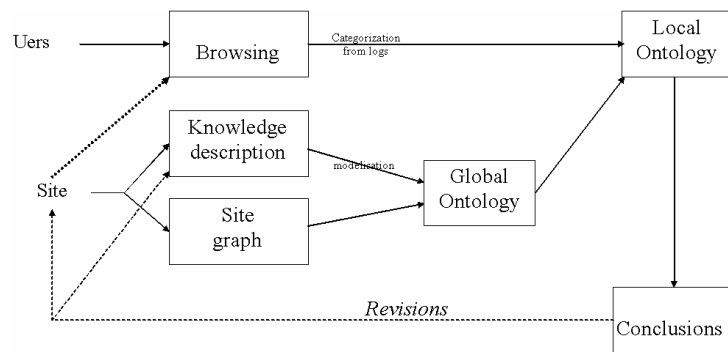 Uers
Browsing
Categorization
from logs
Local
Ontology
Knowledge
description
modelisation
Site
Site
graph
Global
Ontology
Revisions
Conclusions